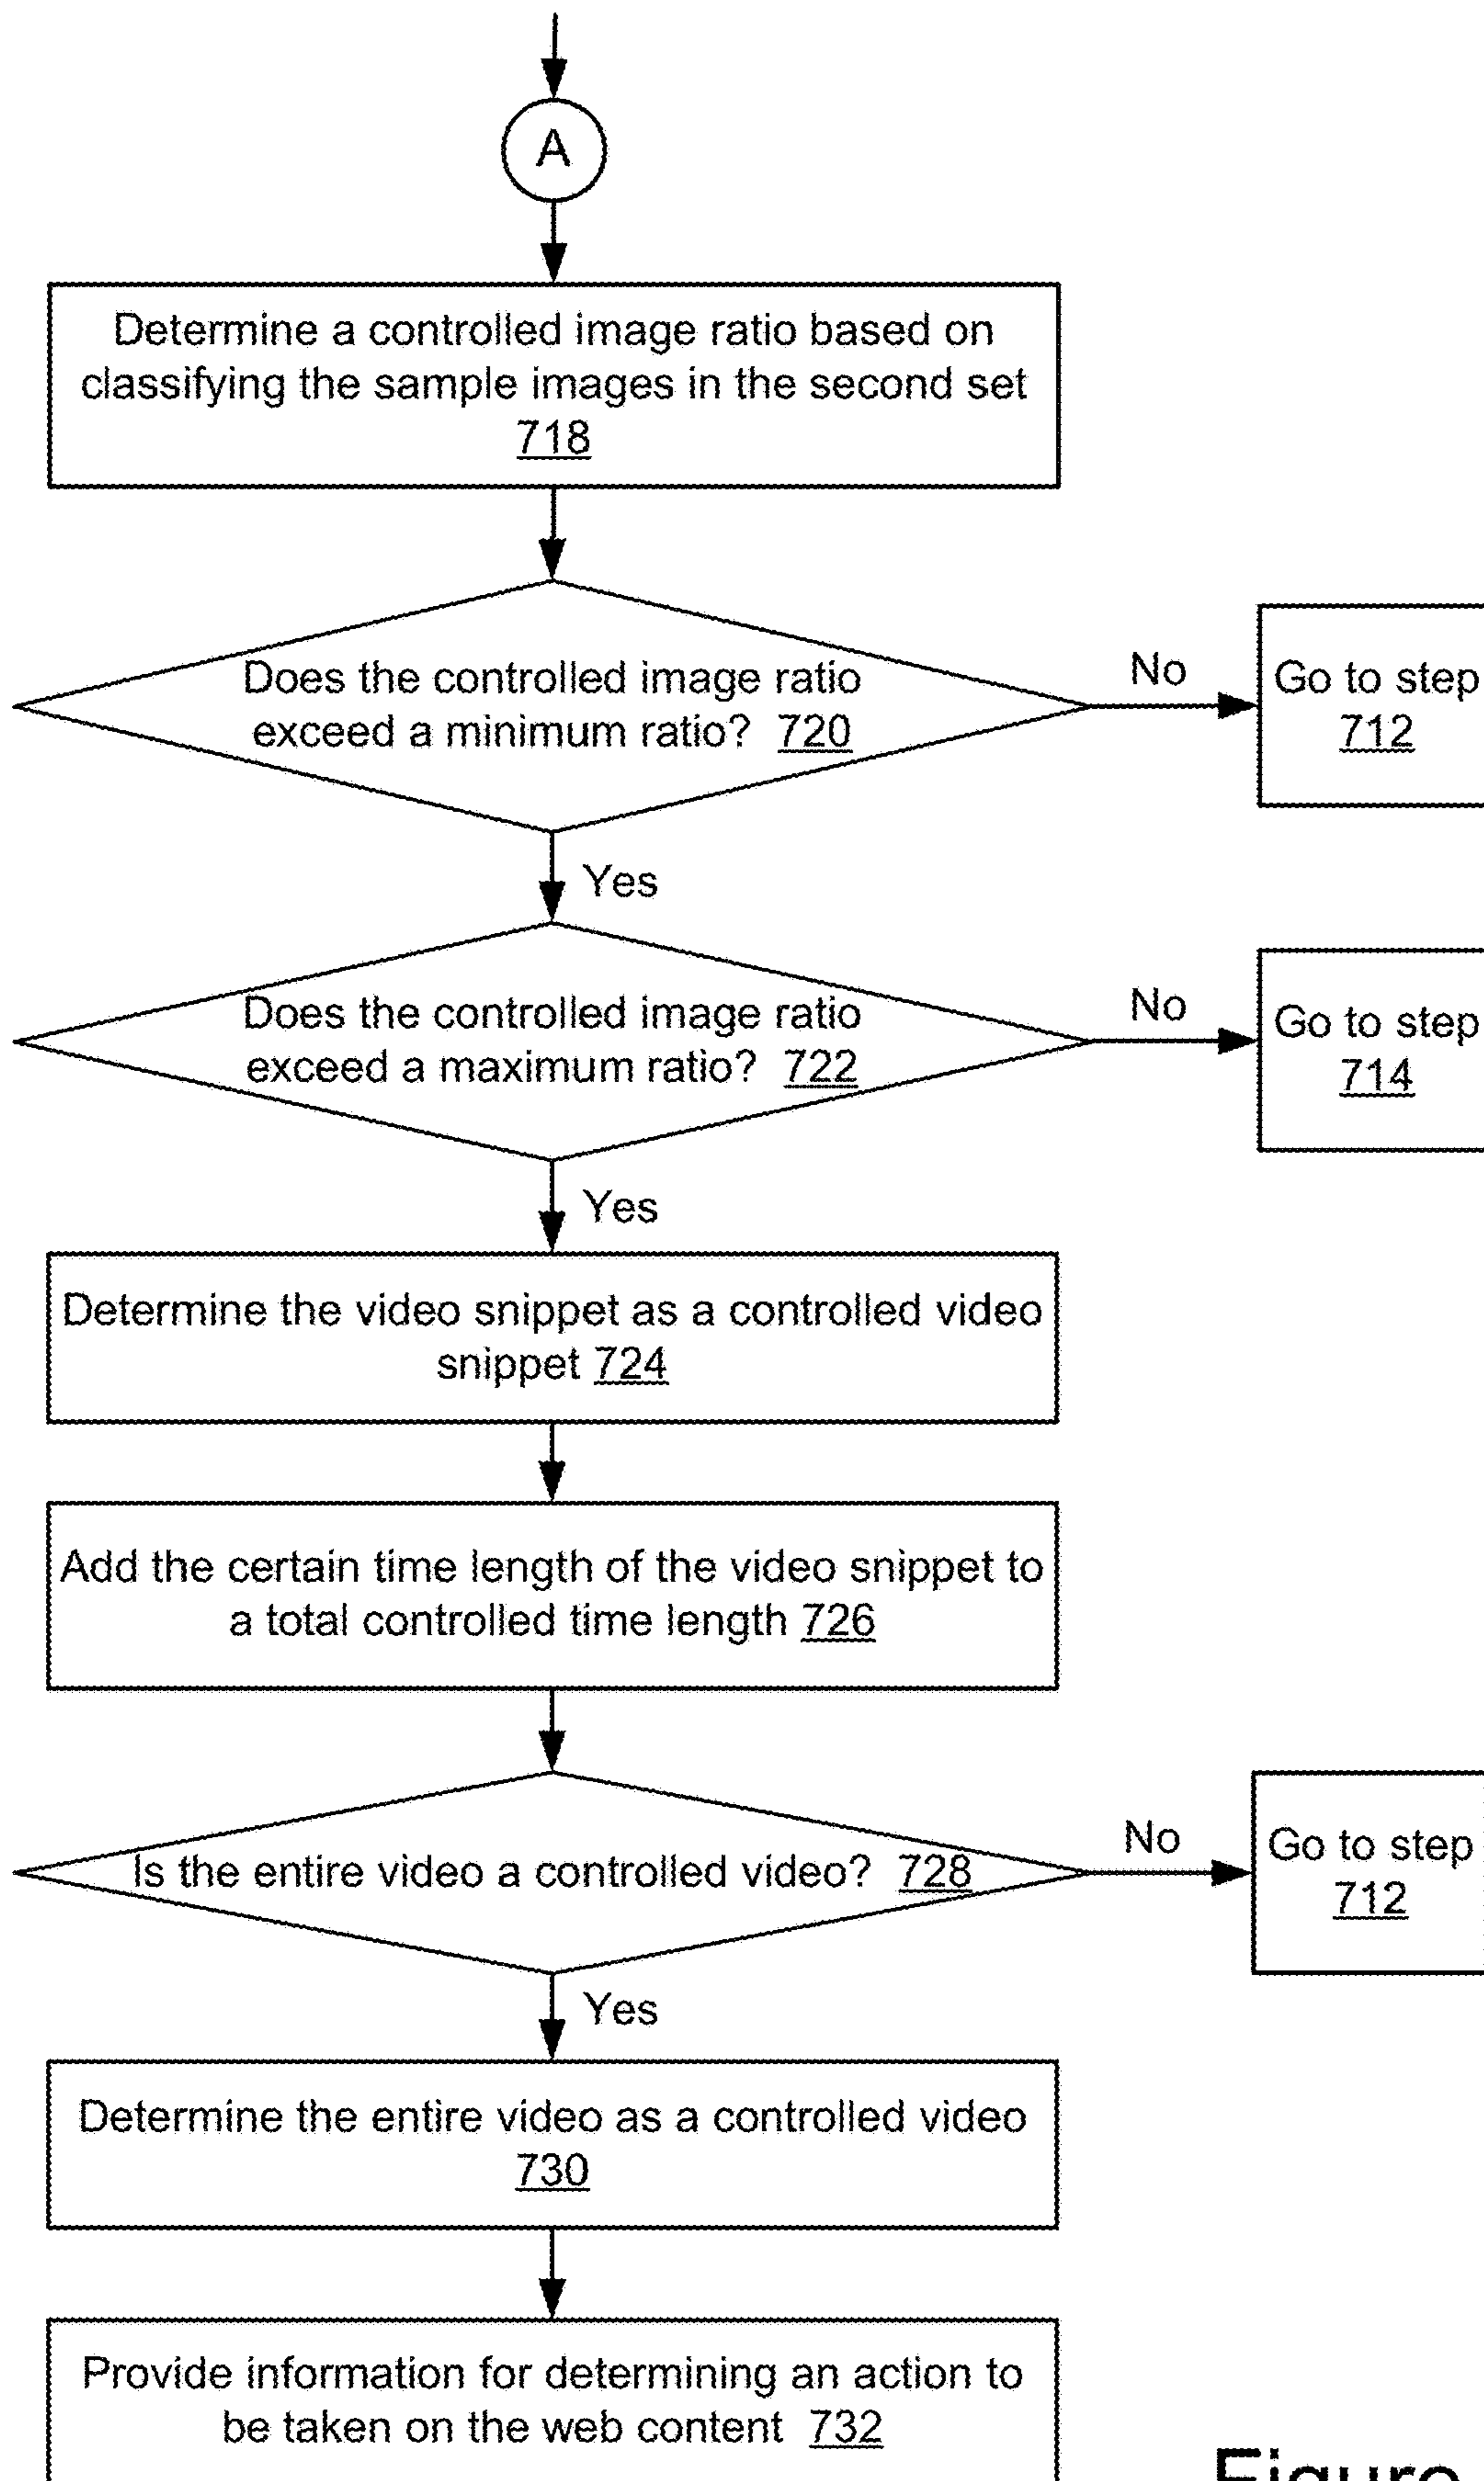 A
Determine a controlled image ratio based on
classifying the sample images in the second set
718
Does the controlled image ratio
exceed a minimum ratio? 720
No
Go to step
712
Yes
Does the controlled image ratio
exceed a maximum ratio? 722
No
Go to step
714
Yes
Determine the video snippet as a controlled video
snippet 724
Add the certain time length of the video snippet to
a total controlled time length 726
Is the entire video a controlled video? 728
No
Go to step
712
Yes
Determine the entire video as a controlled video
730
Provide information for determining an action to
be taken on the web content 732
Figure